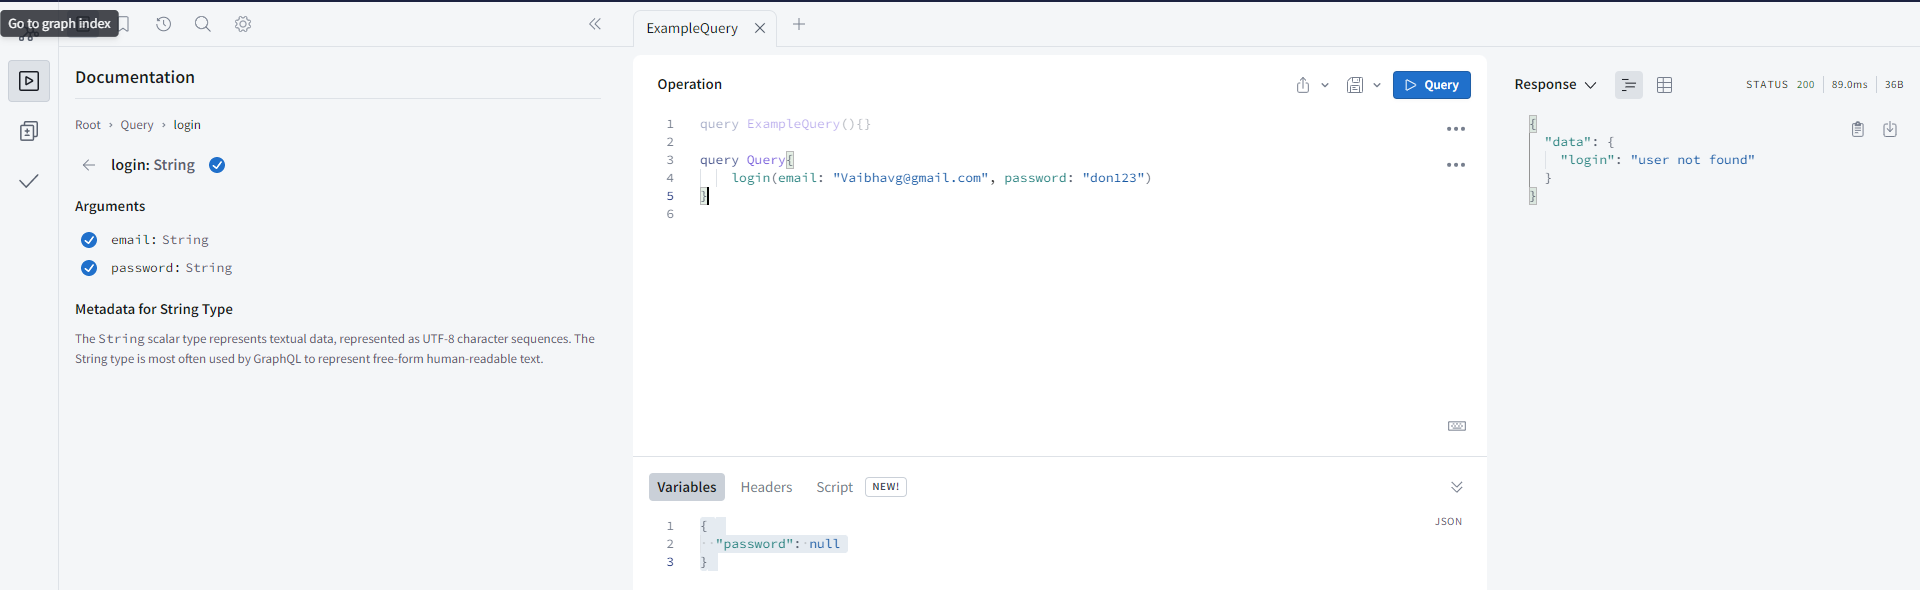 Go to graph index
Documentation
Root › Query › login
login: String
Arguments
email: String
password: String
Metadata for String Type
The String scalar type represents textual data, represented as UTF-8 character sequences. The
String type is most often used by GraphQL to represent free-form human-readable text.
ExampleQuery
Operation
Query
1 query ExampleQuery(){}
2
3 query Query{
4 login(email: "Vaibhavg@gmail.com", password: "don123")
5 }
6
Variables Headers Script NEW!
JSON
1 {
2 "password": null
3 }
Response
STATUS 200 89.0ms 36B
{
"data": {
"login": "user not found"
}
}